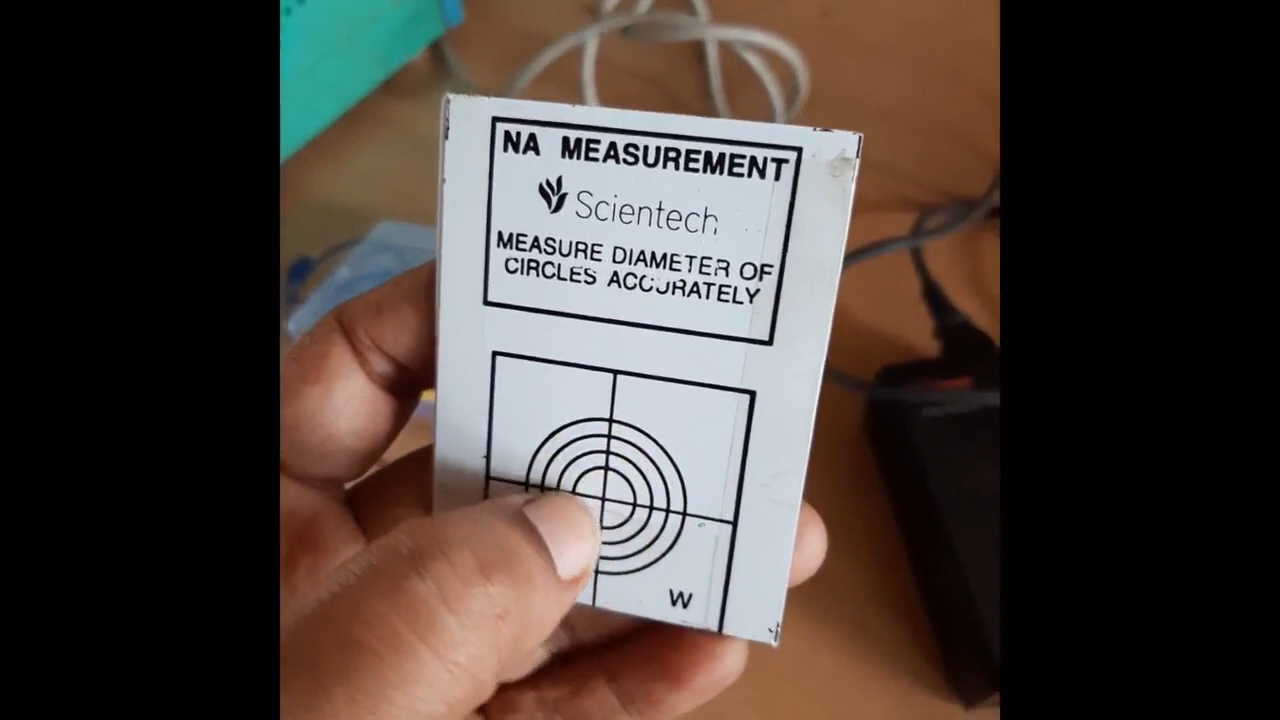 NA MEASUREMENT
Scientech
MEASURE DIAMETER OF
CIRCLES ACCURATELY
W